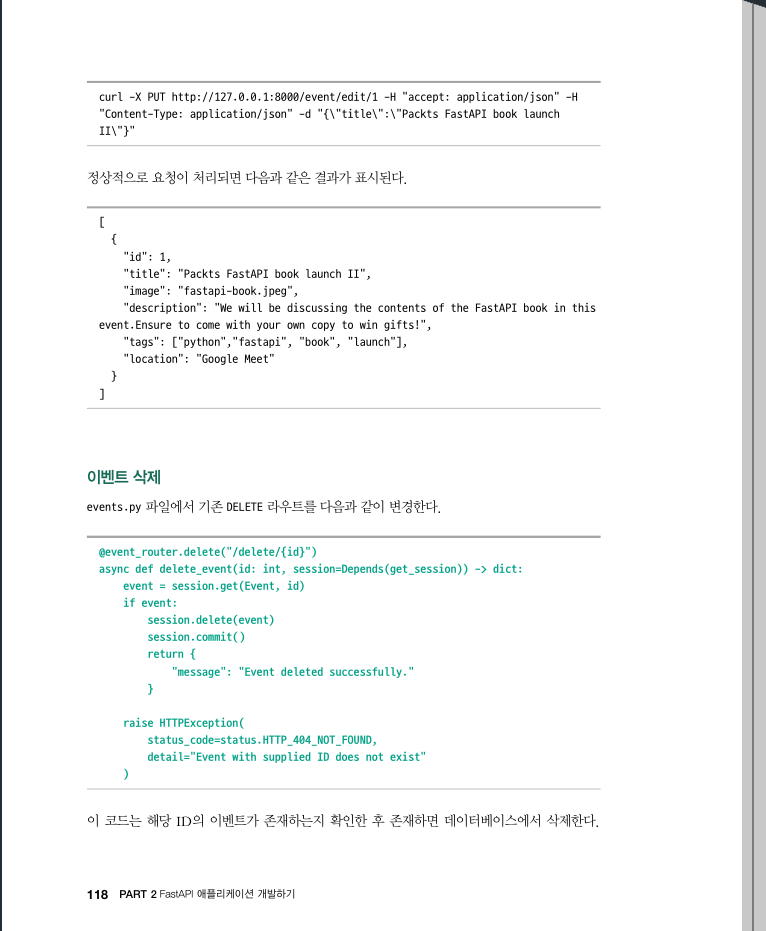 curl -X PUT http://127.0.0.1:8000/event/edit/1 -H "accept: application/json" -H
"Content-Type: application/json" -d "{\"title\":\"Packts FastAPI book launch
II\"}"
정상적으로 요청이 처리되면 다음과 같은 결과가 표시된다.
[
  {
    "id": 1,
    "title": "Packts FastAPI book launch II",
    "image": "fastapi-book.jpeg",
    "description": "We will be discussing the contents of the FastAPI book in this
event.Ensure to come with your own copy to win gifts!",
    "tags": ["python","fastapi", "book", "launch"],
    "location": "Google Meet"
  }
]
이벤트 삭제
events.py 파일에서 기존 DELETE 라우트를 다음과 같이 변경한다.
@event_router.delete("/delete/{id}")
async def delete_event(id: int, session=Depends(get_session)) -> dict:
    event = session.get(Event, id)
    if event:
        session.delete(event)
        session.commit()
        return {
            "message": "Event deleted successfully."
        }
    raise HTTPException(
        status_code=status.HTTP_404_NOT_FOUND,
        detail="Event with supplied ID does not exist"
    )
이 코드는 해당 ID의 이벤트가 존재하는지 확인한 후 존재하면 데이터베이스에서 삭제한다.
118 PART 2 FastAPI 애플리케이션 개발하기